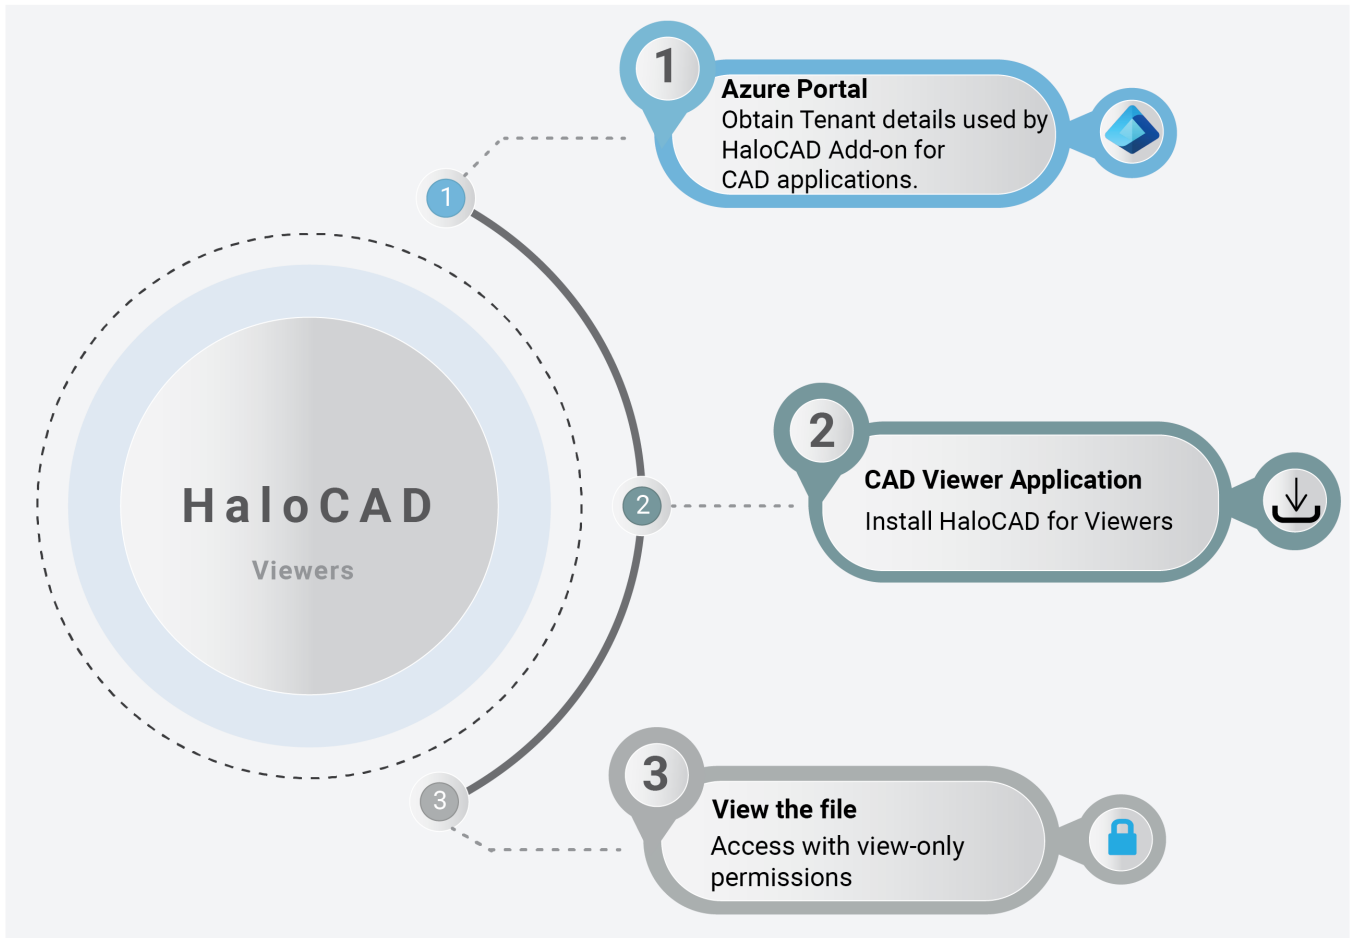 1
Azure Portal
Obtain Tenant details used by
HaloCAD Add-on for
CAD applications.
1
2
CAD Viewer Application
Install HaloCAD for Viewers
2
HaloCAD
Viewers
3
View the file
Access with view-only
permissions
3